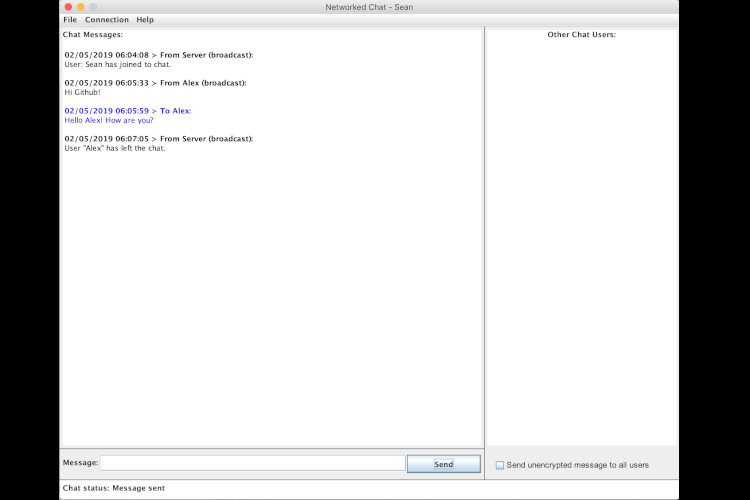 Networked Chat - Sean
File Connection Help
Chat Messages:
Other Chat Users:
02/05/2019 06:04:08 > From Server (broadcast):
User: Sean has joined to chat.
02/05/2019 06:05:33 > From Alex (broadcast):
Hi Github!
02/05/2019 06:05:59 > To Alex:
Hello Alex! How are you?
02/05/2019 06:07:05 > From Server (broadcast):
User "Alex" has left the chat.
Message:
Send
Send unencrypted message to all users
Chat status: Message sent